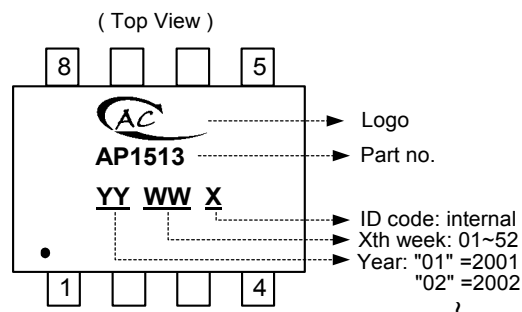 ( Top View )
8 5
AC
AP1513
YY WW X
1 4
Logo
Part no.
ID code: internal
Xth week: 01~52
Year: "01" =2001
"02" =2002
~